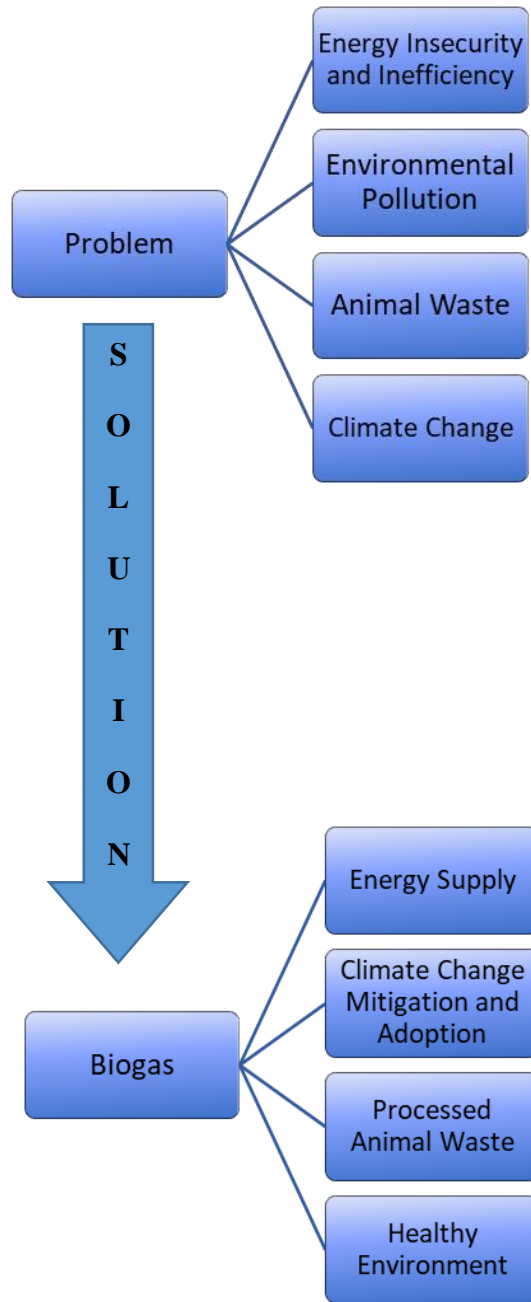 Energy Insecurity
and Inefficiency
Environmental
Pollution
Problem
Animal Waste
Climate Change
S
O
L
U
T
I
O
N
Energy Supply
Climate Change
Mitigation and
Adoption
Biogas
Processed
Animal Waste
Healthy
Environment